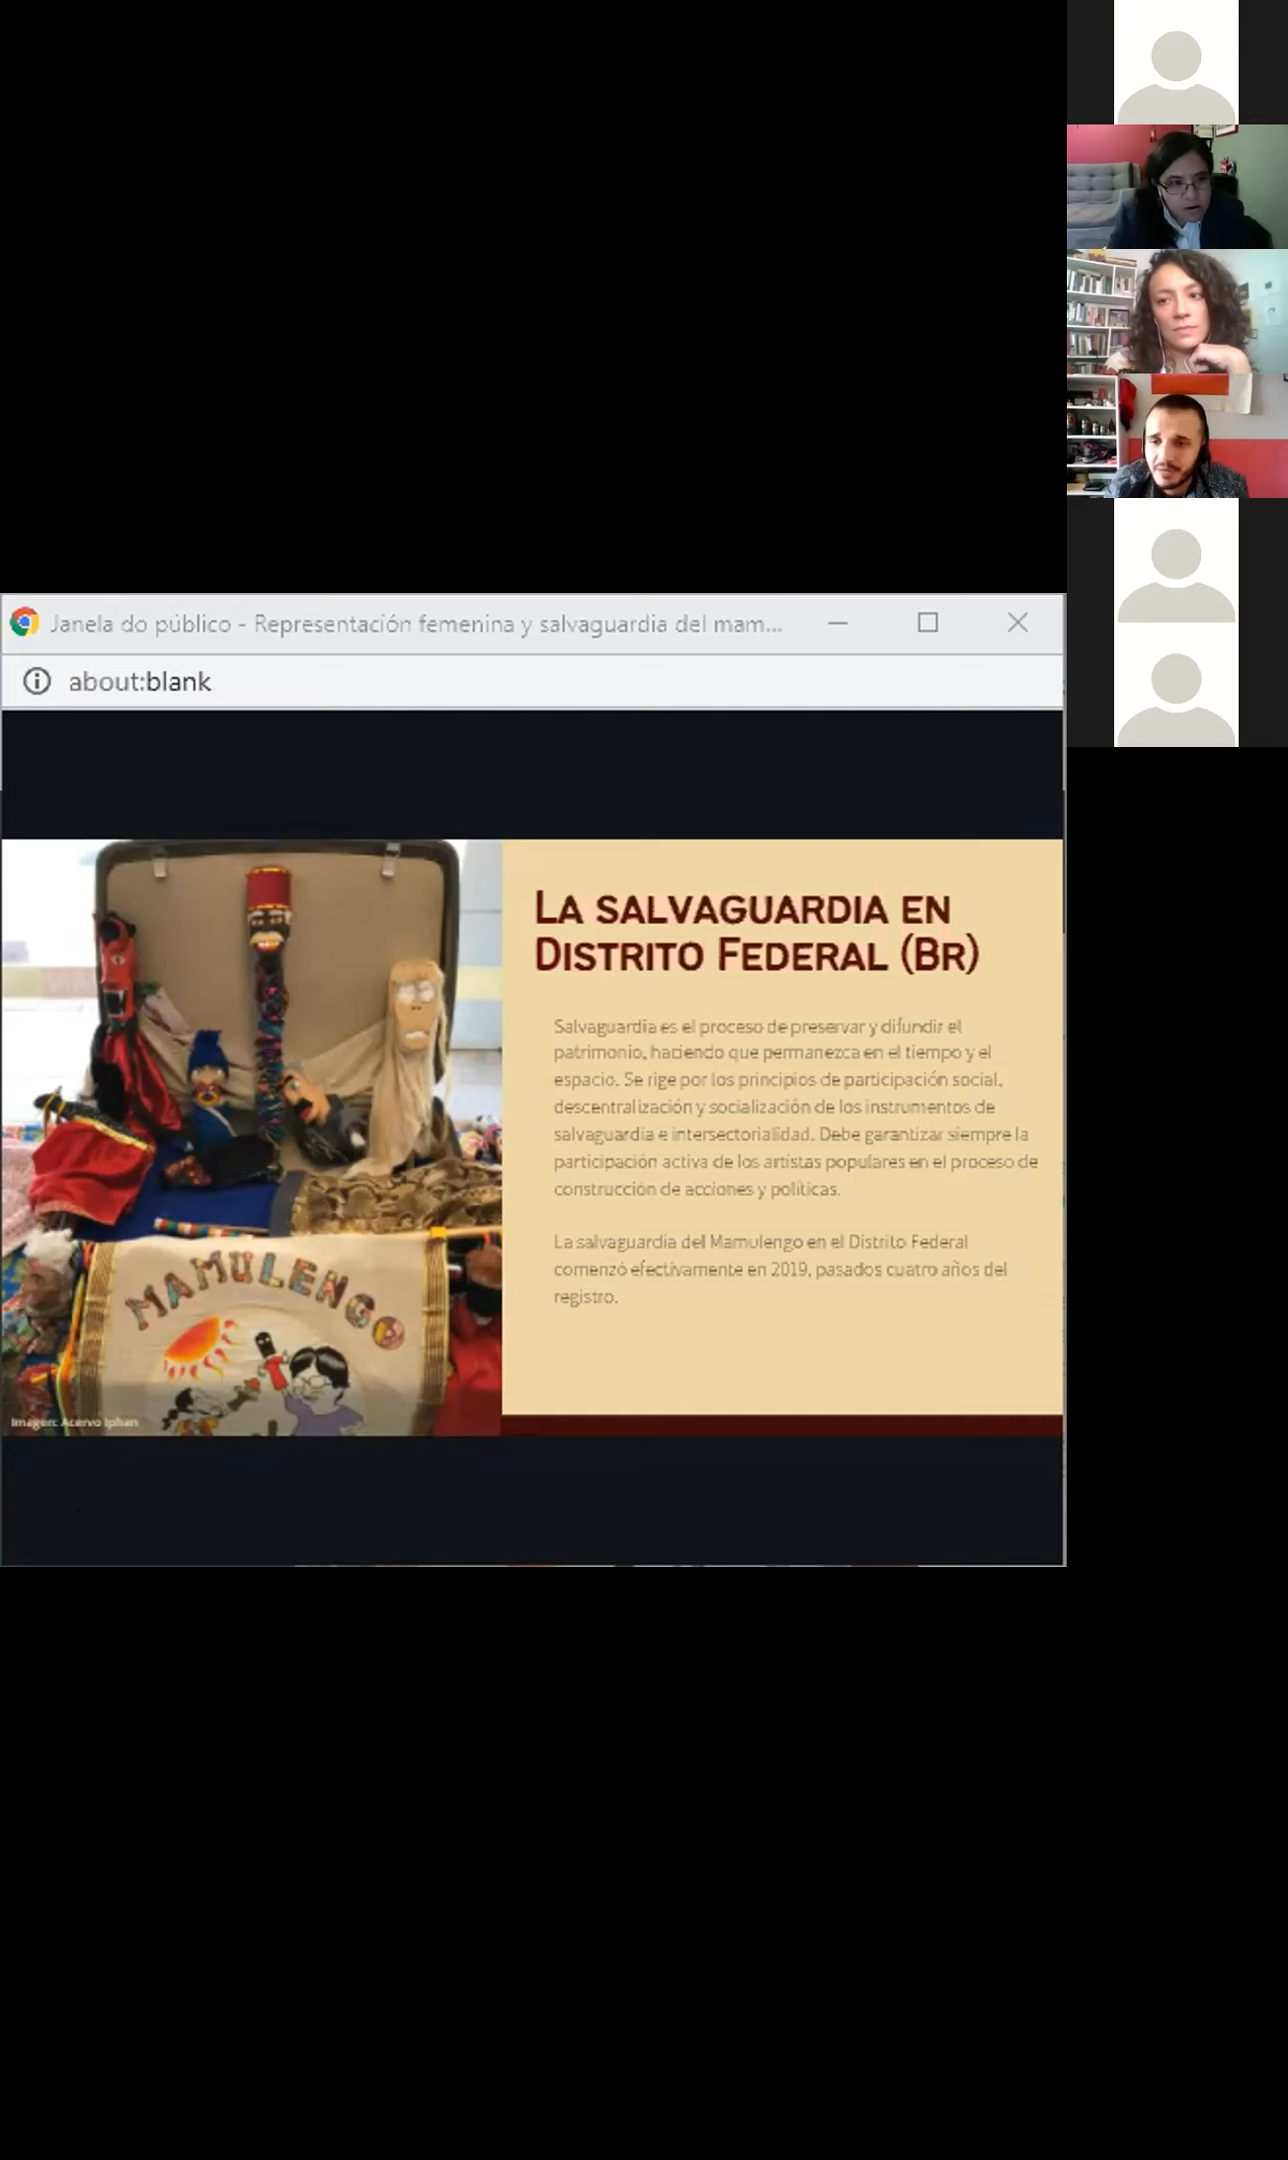 Janela do público - Representación femenina y salvaguardia del mam...
about:blank
LA SALVAGUARDIA EN
DISTRITO FEDERAL (BR)
Salvaguardia es el proceso de preservar y difundir el
patrimonio, haciendo que permanezca en el tiempo y el
espacio. Se rige por los principios de participación social,
descentralización y socialización de los instrumentos de
salvaguardia e intersectorialidad. Debe garantizar siempre la
participación activa de los artistas populares en el proceso de
construcción de acciones y políticas.
La salvaguardia del Mamulengo en el Distrito Federal
comenzó efectivamente en 2019, pasados cuatro años del
registro.
MAMULENGO
Imagen: Acervo Iphan